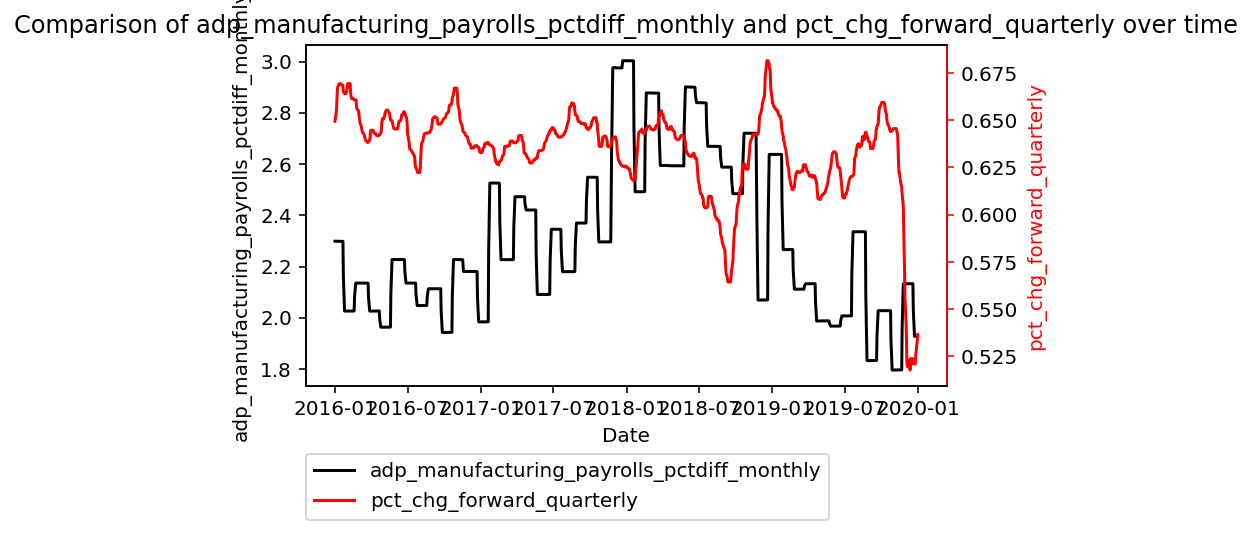 Comparison of adp_manufacturing_payrolls_pctdiff_monthly and pct_chg_forward_quarterly over time
adp_manufacturing_payrolls_pctdiff_monthly
3.0
2.8
2.6
2.4
2.2
2.0
1.8
0.675
0.650
0.625
0.600
0.575
0.550
0.525
pct_chg_forward_quarterly
2016-01 2016-07 2017-01 2017-07 2018-01 2018-07 2019-01 2019-07 2020-01
Date
adp_manufacturing_payrolls_pctdiff_monthly
pct_chg_forward_quarterly